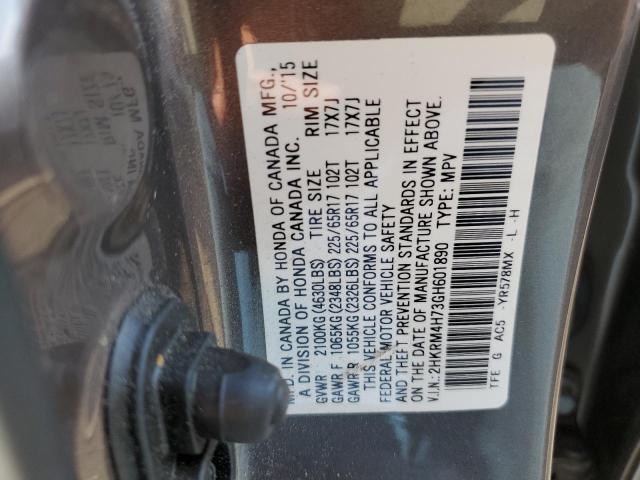 MFD. IN CANADA BY HONDA OF CANADA MFG.,
A DIVISION OF HONDA CANADA INC. 10/'15
GVWR 2100KG(4630LBS) TIRE SIZE RIM SIZE
GAWR F 1065KG(2348LBS) 225/65R17 102T 17X7J
GAWR R 1055KG(2326LBS) 225/65R17 102T 17X7J
THIS VEHICLE CONFORMS TO ALL APPLICABLE
FEDERAL MOTOR VEHICLE SAFETY
AND THEFT PREVENTION STANDARDS IN EFFECT
ON THE DATE OF MANUFACTURE SHOWN ABOVE.
V.I.N.: 2HKRM4H73GH601890 TYPE: MPV
TFE G AC5 -YR578MX -L -H